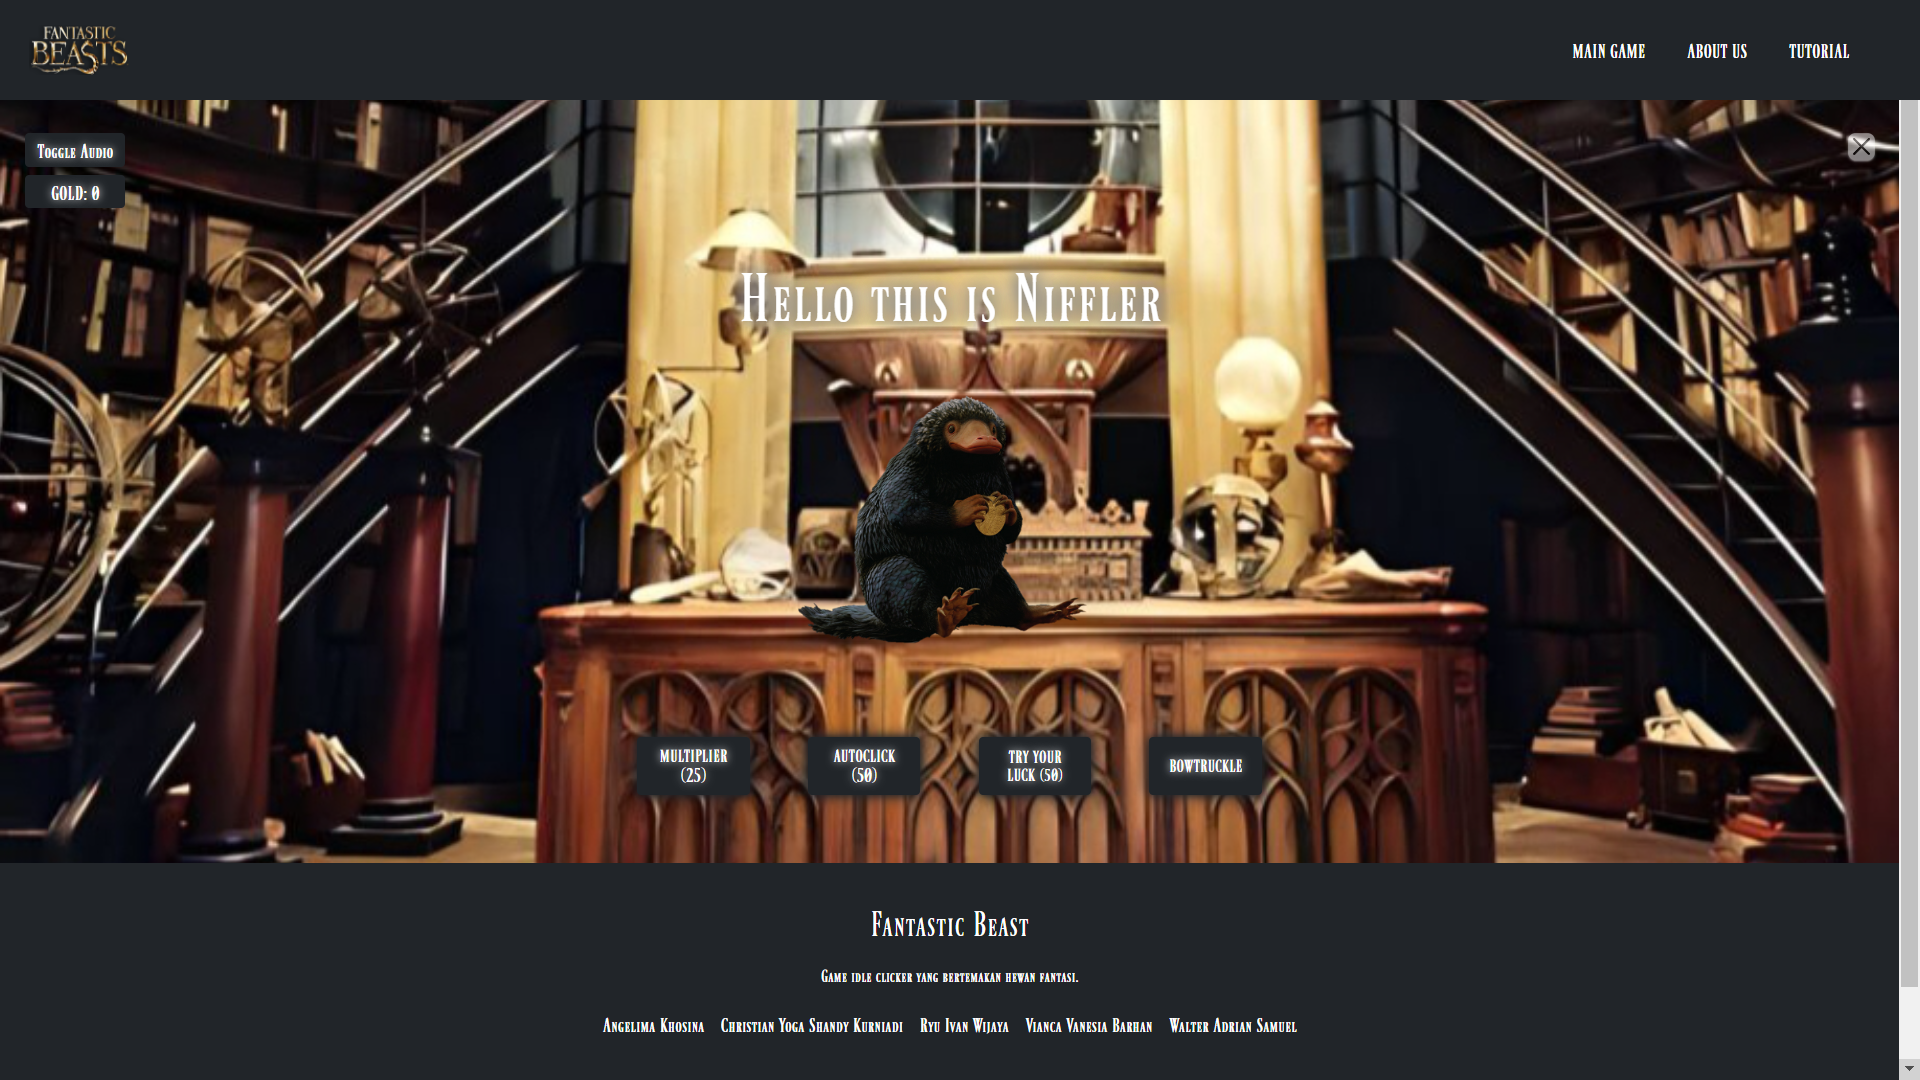 FANTASTIC
BEASTS
MAIN GAME
ABOUT US
TUTORIAL
Toggle Audio
GOLD: 0
Hello this is Niffler
MULTIPLIER
(25)
AUTOCLICK
(50)
TRY YOUR
LUCK (50)
BOWTRUCKLE
Fantastic Beast
Game idle clicker yang bertemakan hewan fantasi.
Angelima Khosina Christian Yoga Shandy Kurniadi Ryu Ivan Wijaya Vianca Vanesia Barhan Walter Adrian Samuel